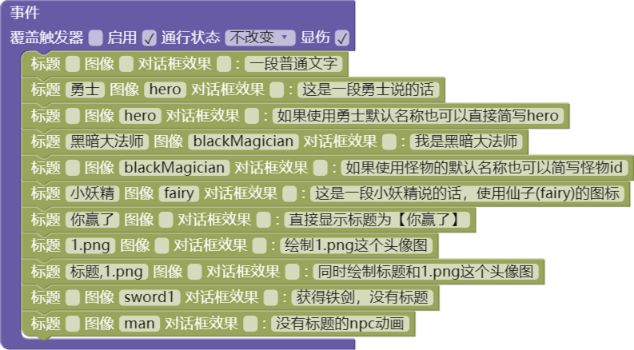 事件
覆盖触发器 启用 通行状态 不改变 显伤
标题 图像 对话框效果 : 一段普通文字
标题 勇士 图像 hero 对话框效果 : 这是一段勇士说的话
标题 图像 hero 对话框效果 : 如果使用勇士默认名称也可以直接简写hero
标题 黑暗大法师 图像 blackMagician 对话框效果 : 我是黑暗大法师
标题 图像 blackMagician 对话框效果 : 如果使用怪物的默认名称也可以简写怪物id
标题 小妖精 图像 fairy 对话框效果 : 这是一段小妖精说的话，使用仙子(fairy)的图标
标题 你赢了 图像 对话框效果 : 直接显示标题为【你赢了】
标题 1.png 图像 对话框效果 : 绘制1.png这个头像图
标题 标题,1.png 图像 对话框效果 : 同时绘制标题和1.png这个头像图
标题 图像 sword1 对话框效果 : 获得铁剑，没有标题
标题 图像 man 对话框效果 : 没有标题的npc动画